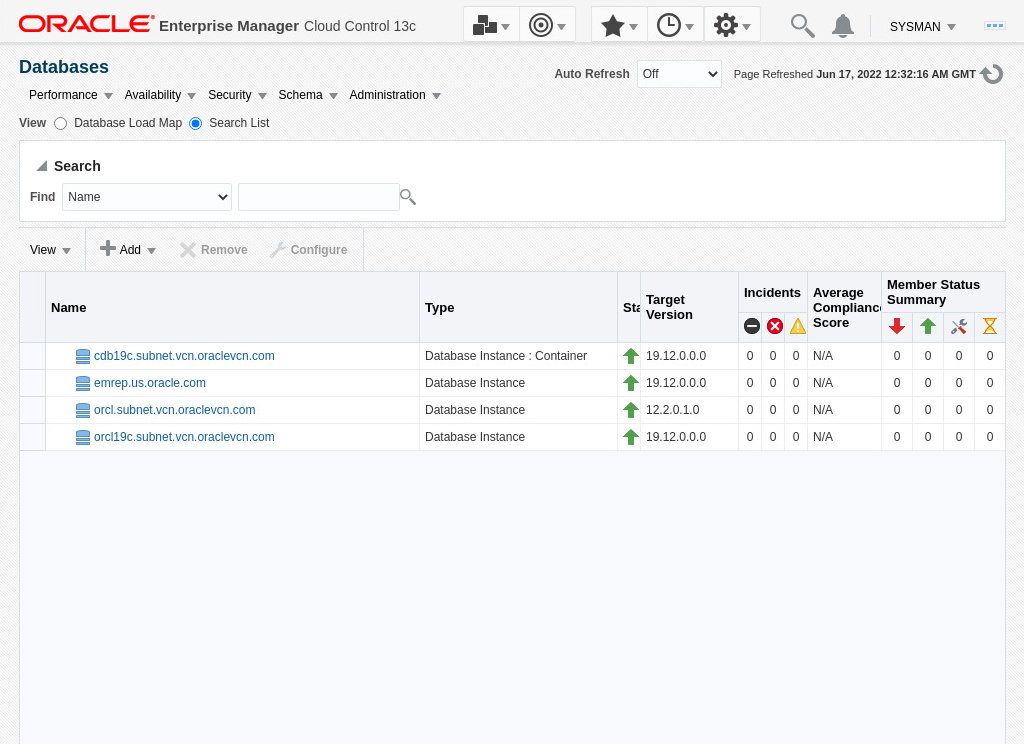 ORACLE Enterprise Manager Cloud Control 13c SYSMAN
Databases
Auto Refresh Off Page Refreshed Jun 17, 2022 12:32:16 AM GMT
Performance Availability Security Schema Administration
View Database Load Map Search List
Search
Find Name
View Add Remove Configure
Name Type Sta Target Version Incidents Average Compliance Score Member Status Summary
cdb19c.subnet.vcn.oraclevcn.com Database Instance : Container 19.12.0.0.0 0 0 0 N/A 0 0 0 0
emrep.us.oracle.com Database Instance 19.12.0.0.0 0 0 0 N/A 0 0 0 0
orcl.subnet.vcn.oraclevcn.com Database Instance 12.2.0.1.0 0 0 0 N/A 0 0 0 0
orcl19c.subnet.vcn.oraclevcn.com Database Instance 19.12.0.0.0 0 0 0 N/A 0 0 0 0